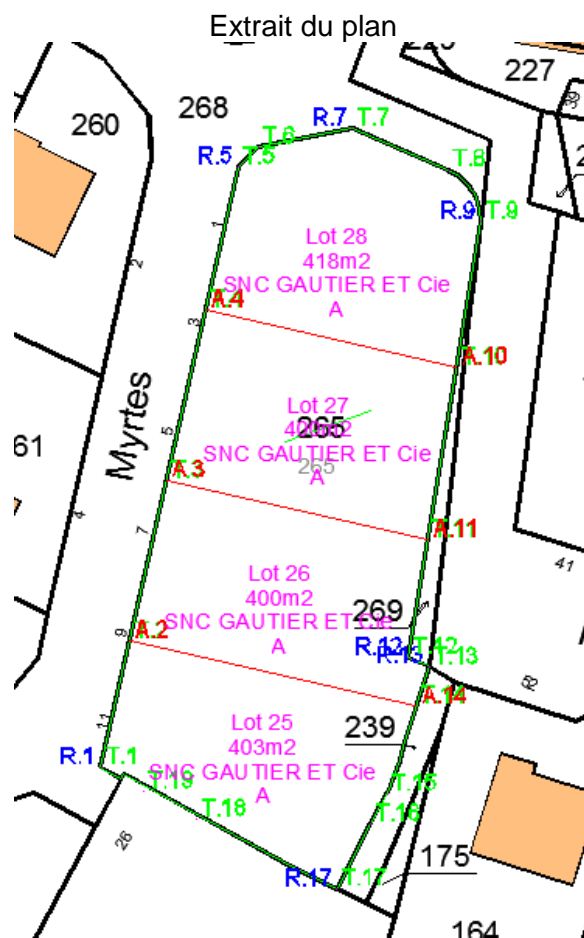 Extrait du plan
268
260
227
39
R.7 T.7
T.6
R.5 T.5
T.8
R.9 T.9
1
2
Lot 28
418m2
SNC GAUTIER ET Cie
A
A.4
3
A.10
Myrtes
Lot 27
265
SNC GAUTIER ET Cie
265
A
5
61
A.3
4
7
A.11
41
Lot 26
400m2
SNC GAUTIER ET Cie
A
269
9
A.2
R.12 T.12
R.13 T.13
A.14
11
Lot 25
403m2
SNC GAUTIER ET Cie
A
239
R.1 T.1
T.19
T.18
T.15
T.16
26
R.17 T.17
175
164